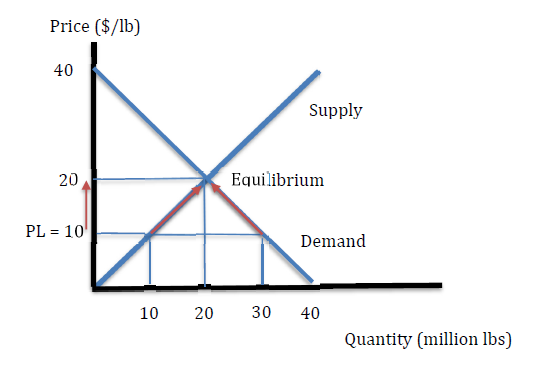 Price ($/lb)
40
Supply
20
Equilibrium
PL = 10
Demand
10 20 30 40
Quantity (million lbs)